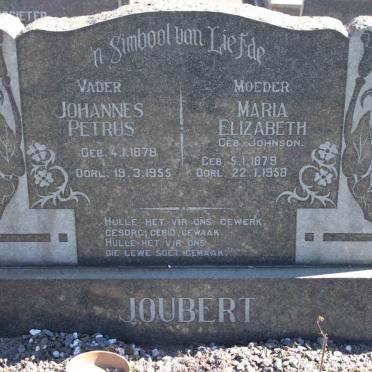 'n Simbool van Liefde
VADER
JOHANNES
PETRUS
GEB. 4.1.1878
OORL. 19.3.1955
MOEDER
MARIA
ELIZABETH
GEB. JOHNSON.
GEB. 5.1.1879
OORL. 22.1.1958
HULLE HET VIR ONS GEWERK,
GESORG, GEBID, GEWAAK.
HULLE HET VIR ONS
DIE LEWE SOET GEMAAK.
JOUBERT